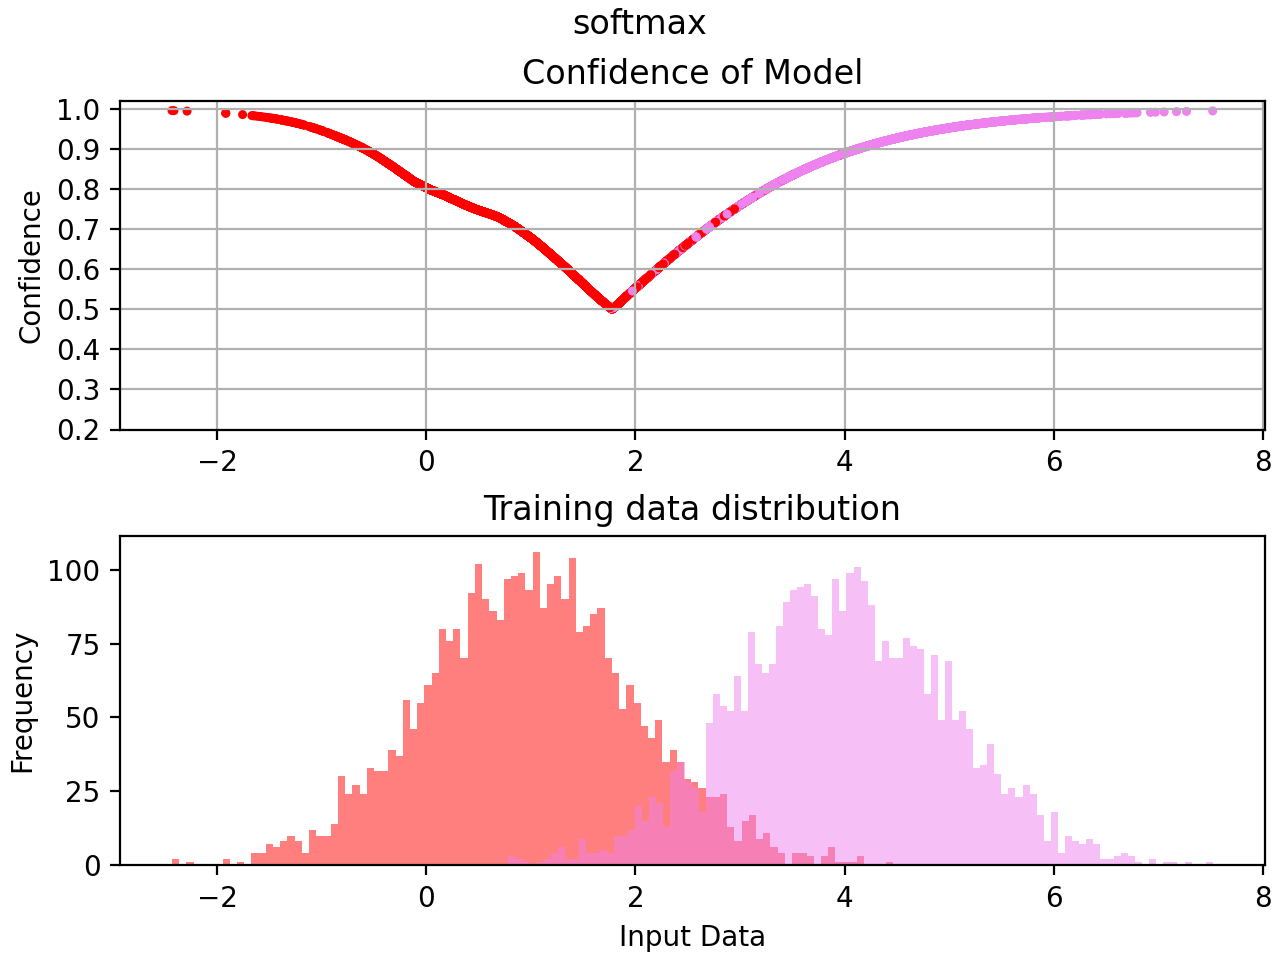 softmax
Confidence of Model
Confidence
1.0
0.9
0.8
0.7
0.6
0.5
0.4
0.3
0.2
−2 0 2 4 6 8
Training data distribution
Frequency
100
75
50
25
0
−2 0 2 4 6 8
Input Data